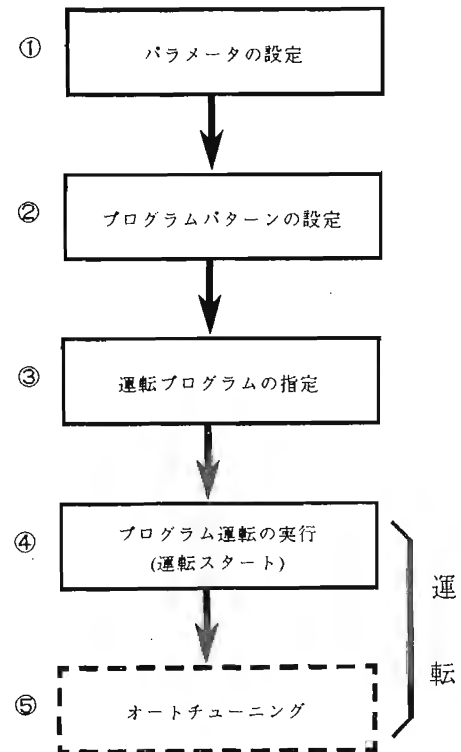 ① パラメータの設定
② プログラムパターンの設定
③ 運転プログラムの指定
④ プログラム運転の実行
(運転スタート)
⑤ オートチューニング
運
転